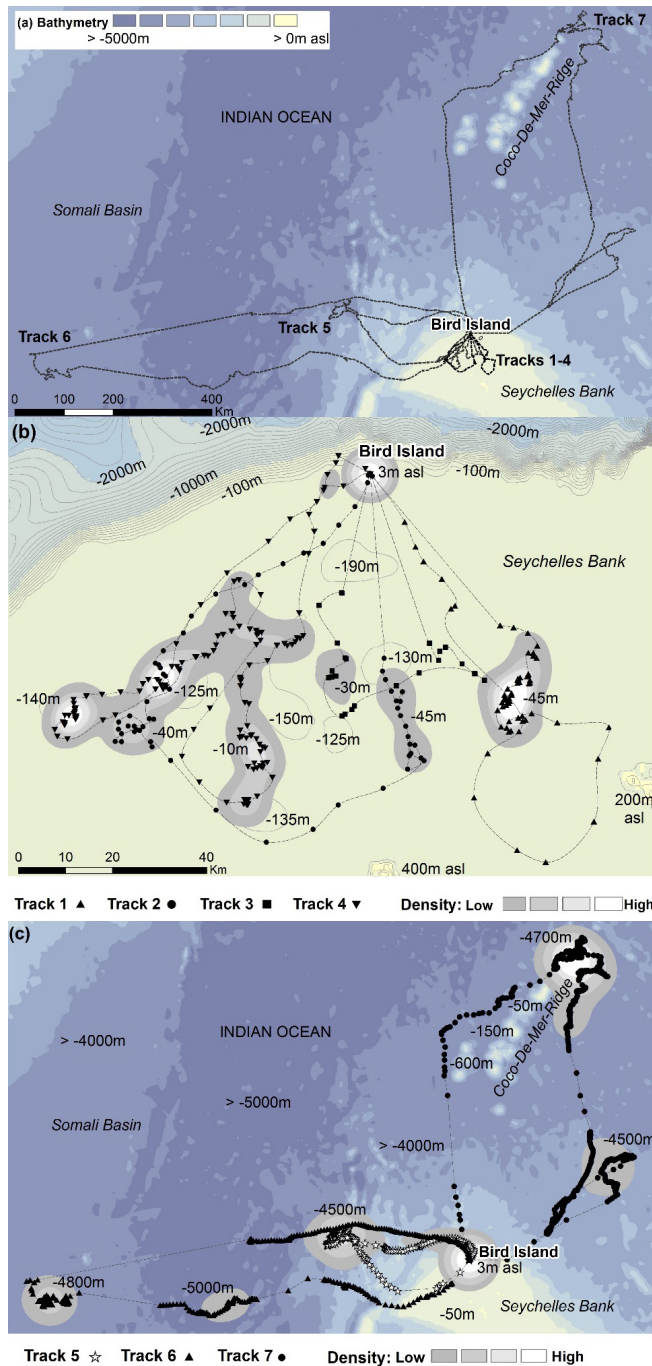 (a) Bathymetry
> -5000m > 0m asl
Track 7
INDIAN OCEAN
Coco-De-Mer-Ridge
Somali Basin
Track 6
Track 5
Bird Island
Tracks 1-4
Seychelles Bank
0 100 200 400
Km
(b)
-2000m
-2000m
Bird Island
3m asl
-100m
-2000m
-1000m
-100m
Seychelles Bank
-190m
-130m
-30m
-140m
-125m
-45m
-45m
-150m
-40m
-125m
-10m
-135m
200m
asl
400m asl
0 10 20 40
Km
Track 1 ▲ Track 2 ● Track 3 ■ Track 4 ▼ Density: Low High
(c)
-4700m
-50m
INDIAN OCEAN
-150m
> -4000m
-600m
Coco-De-Mer-Ridge
> -5000m
Somali Basin
> -4000m
-4500m
-4500m
Bird Island
3m asl
-4800m
-5000m
-50m
Seychelles Bank
Track 5 ☆ Track 6 ▲ Track 7 ● Density: Low High